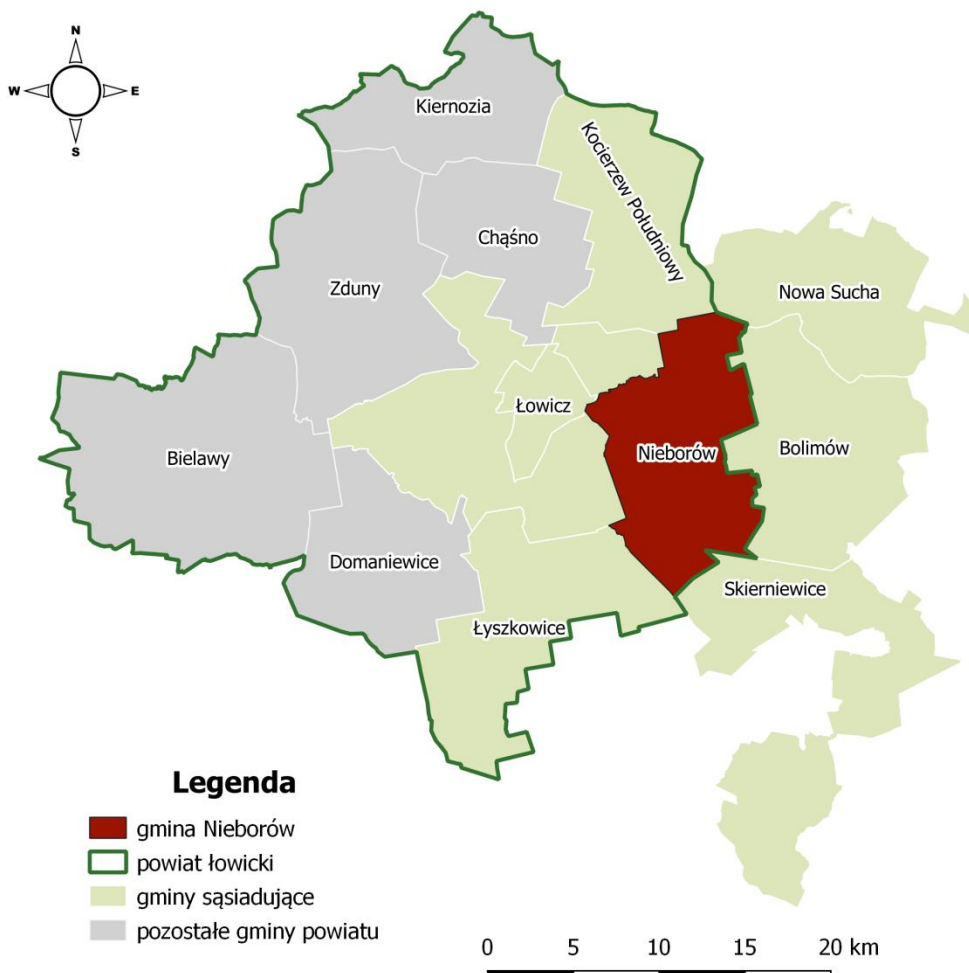 N
W E
S
Kiernozia
Kocierzew Południowy
Chąśno
Zduny
Nowa Sucha
Łowicz
Bielawy
Nieborów
Bolimów
Domaniewice
Skierniewice
Łyszkowice
Legenda
gmina Nieborów
powiat łowicki
gminy sąsiadujące
pozostałe gminy powiatu
0 5 10 15 20 km